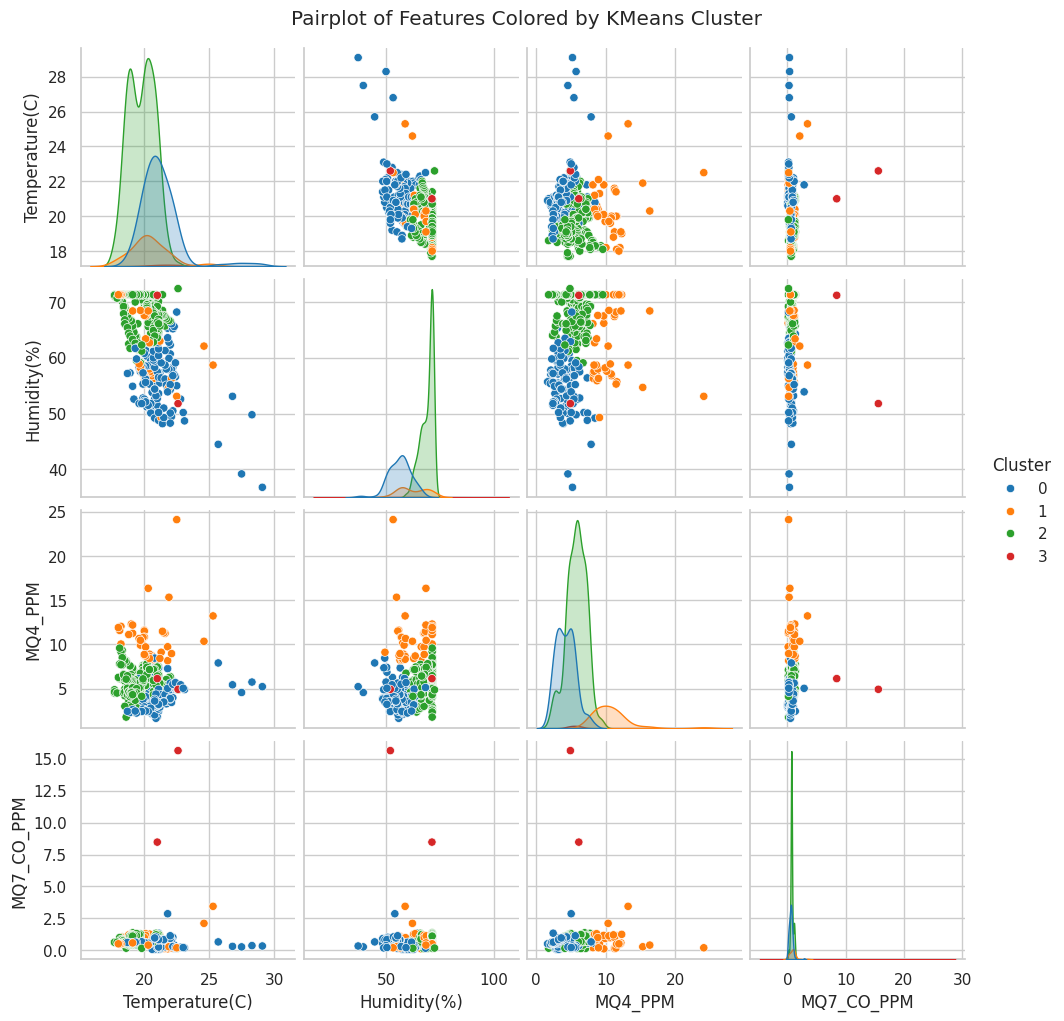 Pairplot of Features Colored by KMeans Cluster
Temperature(C)
28
26
24
22
20
18
Humidity(%)
70
60
50
40
MQ4_PPM
25
20
15
10
5
MQ7_CO_PPM
15.0
12.5
10.0
7.5
5.0
2.5
0.0
20 25 30
Temperature(C)
50 100
Humidity(%)
0 10 20
MQ4_PPM
0 10 20 30
MQ7_CO_PPM
Cluster
0
1
2
3